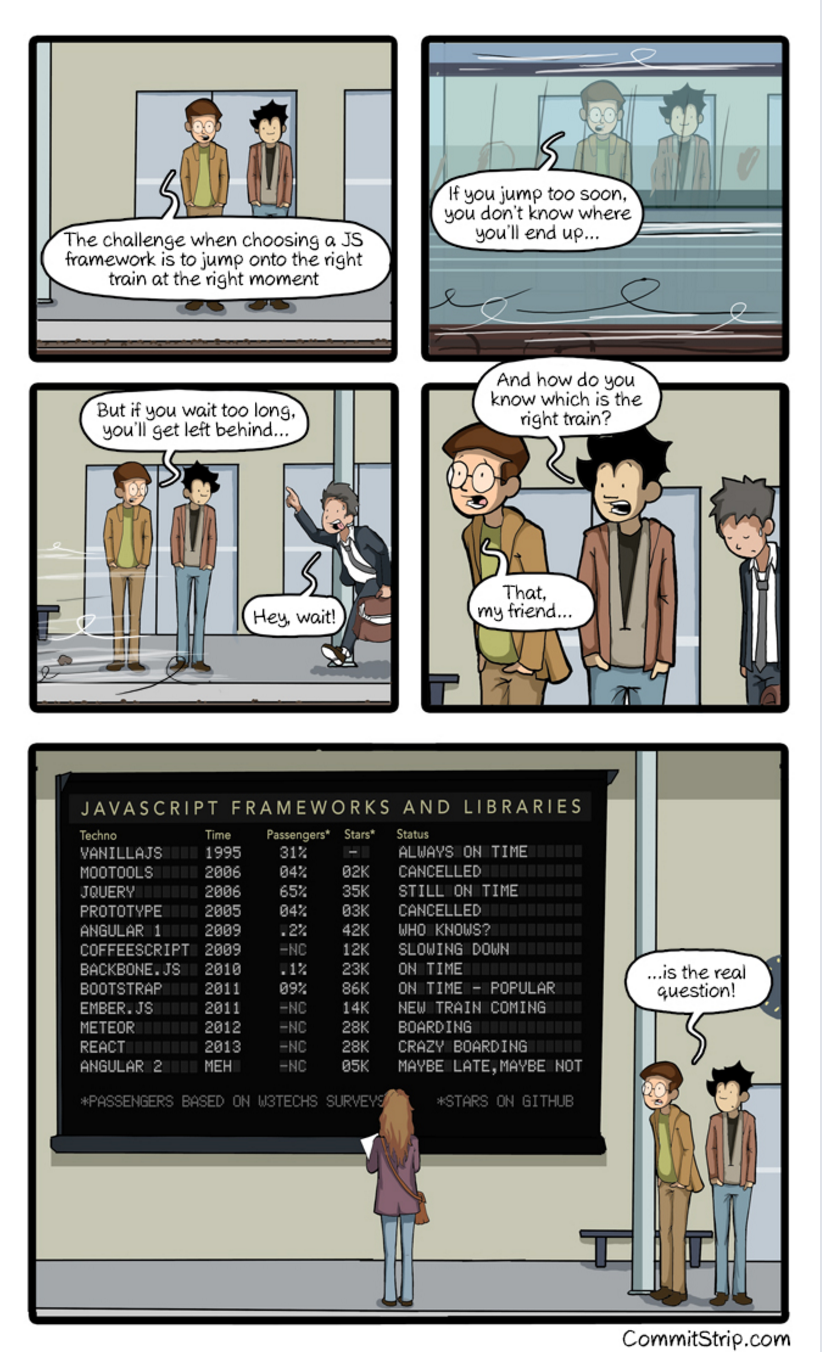 The challenge when choosing a JS
framework is to jump onto the right
train at the right moment
If you jump too soon,
you don't know where
you'll end up...
But if you wait too long,
you'll get left behind...
Hey, wait!
And how do you
know which is the
right train?
That,
my friend...
JAVASCRIPT FRAMEWORKS AND LIBRARIES
Techno Time Passengers* Stars* Status
VANILLAJS 1995 31% - ALWAYS ON TIME
MOOTOOLS 2006 04% 02K CANCELLED
JQUERY 2006 65% 35K STILL ON TIME
PROTOTYPE 2005 04% 03K CANCELLED
ANGULAR 1 2009 .2% 42K WHO KNOWS?
COFFEESCRIPT 2009 -NC 12K SLOWING DOWN
BACKBONE.JS 2010 .1% 23K ON TIME
BOOTSTRAP 2011 09% 86K ON TIME - POPULAR
EMBER.JS 2011 -NC 14K NEW TRAIN COMING
METEOR 2012 -NC 28K BOARDING
REACT 2013 -NC 28K CRAZY BOARDING
ANGULAR 2 MEH -NC 05K MAYBE LATE,MAYBE NOT
*PASSENGERS BASED ON W3TECHS SURVEYS *STARS ON GITHUB
...is the real
question!
CommitStrip.com